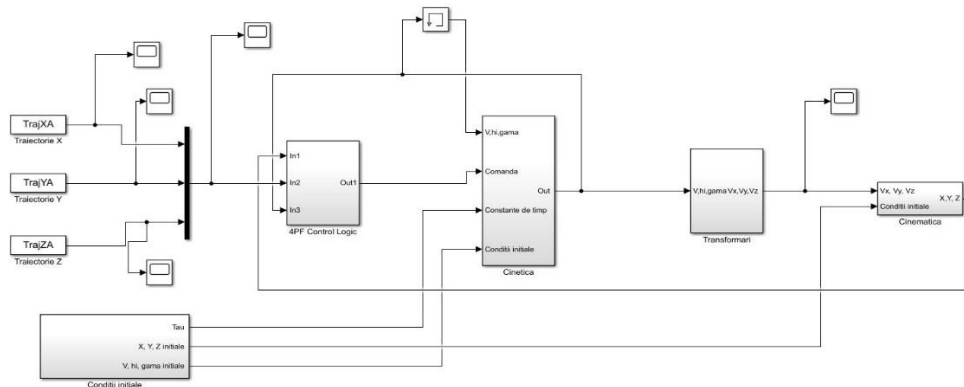 TrajXA
Traiectorie X
TrajYA
Traiectorie Y
TrajZA
Traiectorie Z
In1
In2
In3
Out1
4PF Control Logic
V,hi,gama
Comanda
Constante de timp
Conditii initiale
Out
Cinetica
V,hi,gama Vx,Vy,Vz
Transformari
Vx, Vy, Vz
Conditii initiale
X,Y, Z
Cinematica
Tau
X, Y, Z initiale
V, hi, gama initiale
Conditii initiale